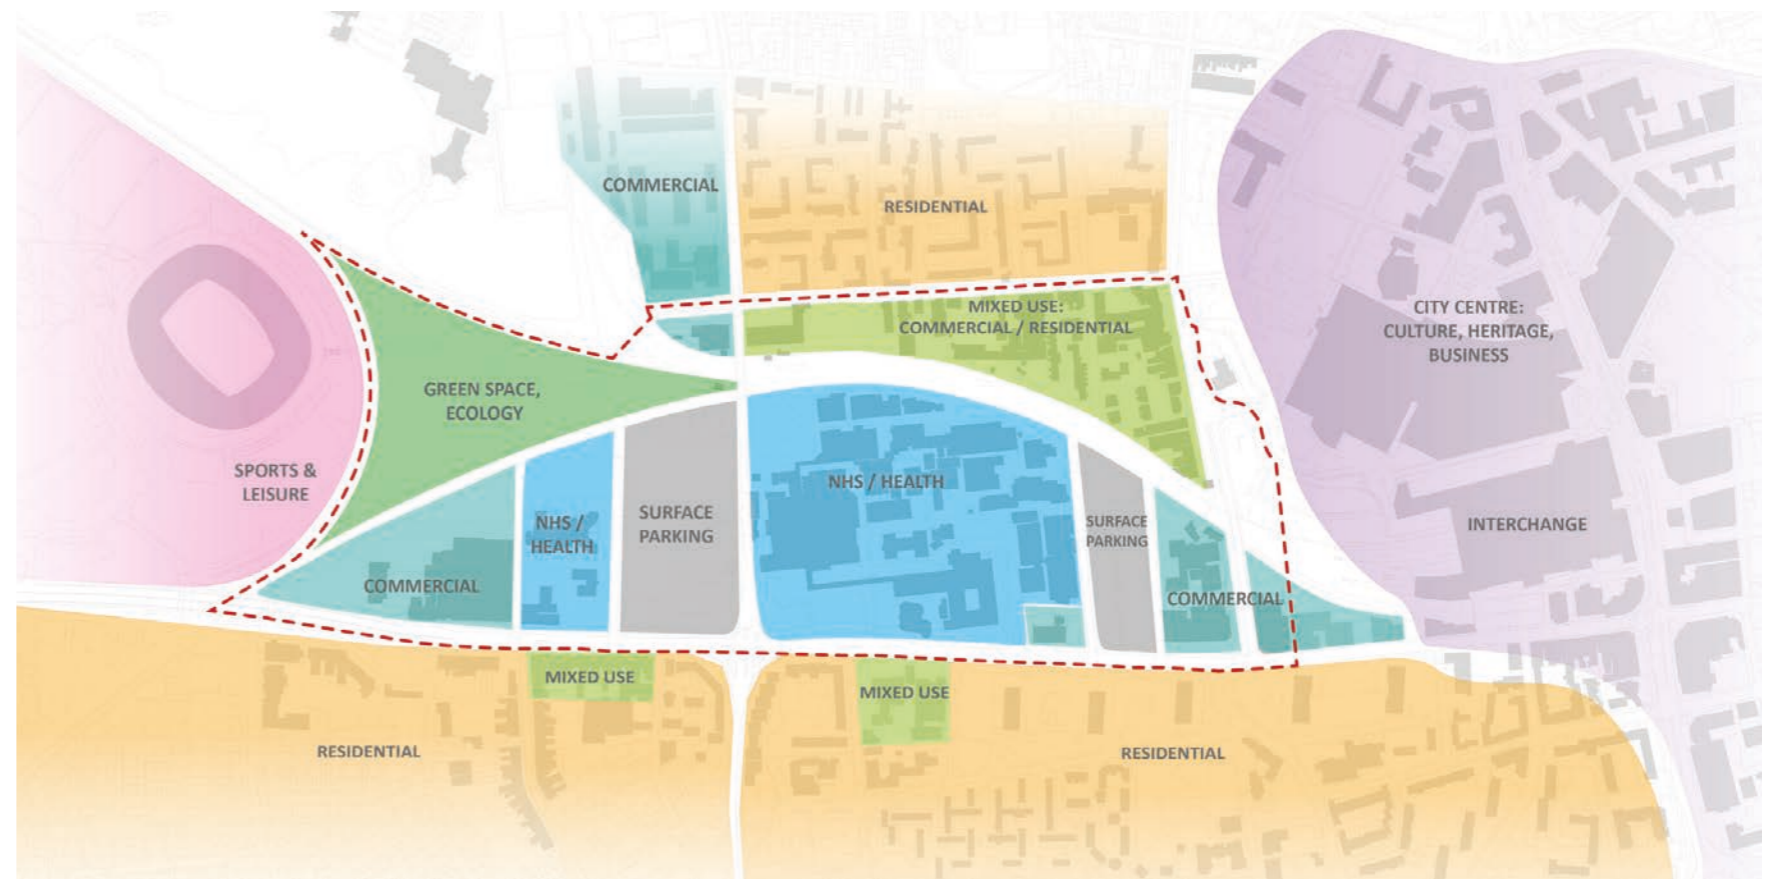 COMMERCIAL
RESIDENTIAL
MIXED USE:
COMMERCIAL / RESIDENTIAL
CITY CENTRE:
CULTURE, HERITAGE,
BUSINESS
GREEN SPACE,
ECOLOGY
SPORTS &
LEISURE
NHS / HEALTH
SURFACE
PARKING
NHS /
HEALTH
SURFACE
PARKING
INTERCHANGE
COMMERCIAL
COMMERCIAL
MIXED USE
MIXED USE
RESIDENTIAL
RESIDENTIAL